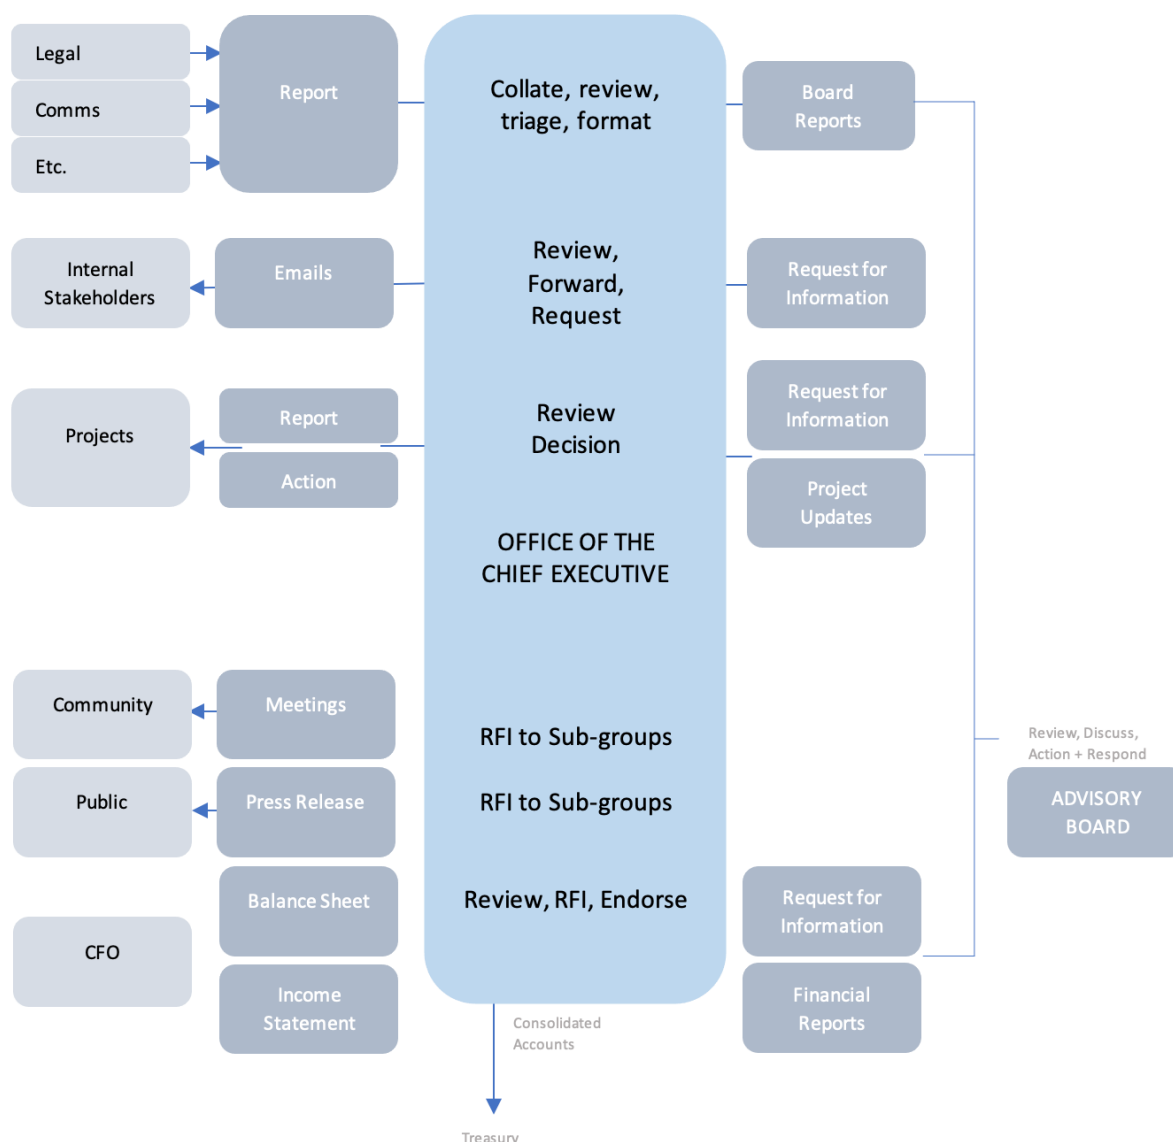 Legal
Comms
Etc.
Report
Collate, review,
triage, format
Board
Reports
Internal
Stakeholders
Emails
Review,
Forward,
Request
Request for
Information
Projects
Report
Action
Review
Decision
Request for
Information
Project
Updates
OFFICE OF THE
CHIEF EXECUTIVE
Community
Meetings
RFI to Sub-groups
Review, Discuss,
Action + Respond
ADVISORY
BOARD
Public
Press Release
RFI to Sub-groups
CFO
Balance Sheet
Income
Statement
Review, RFI, Endorse
Request for
Information
Financial
Reports
Consolidated
Accounts
Treasury